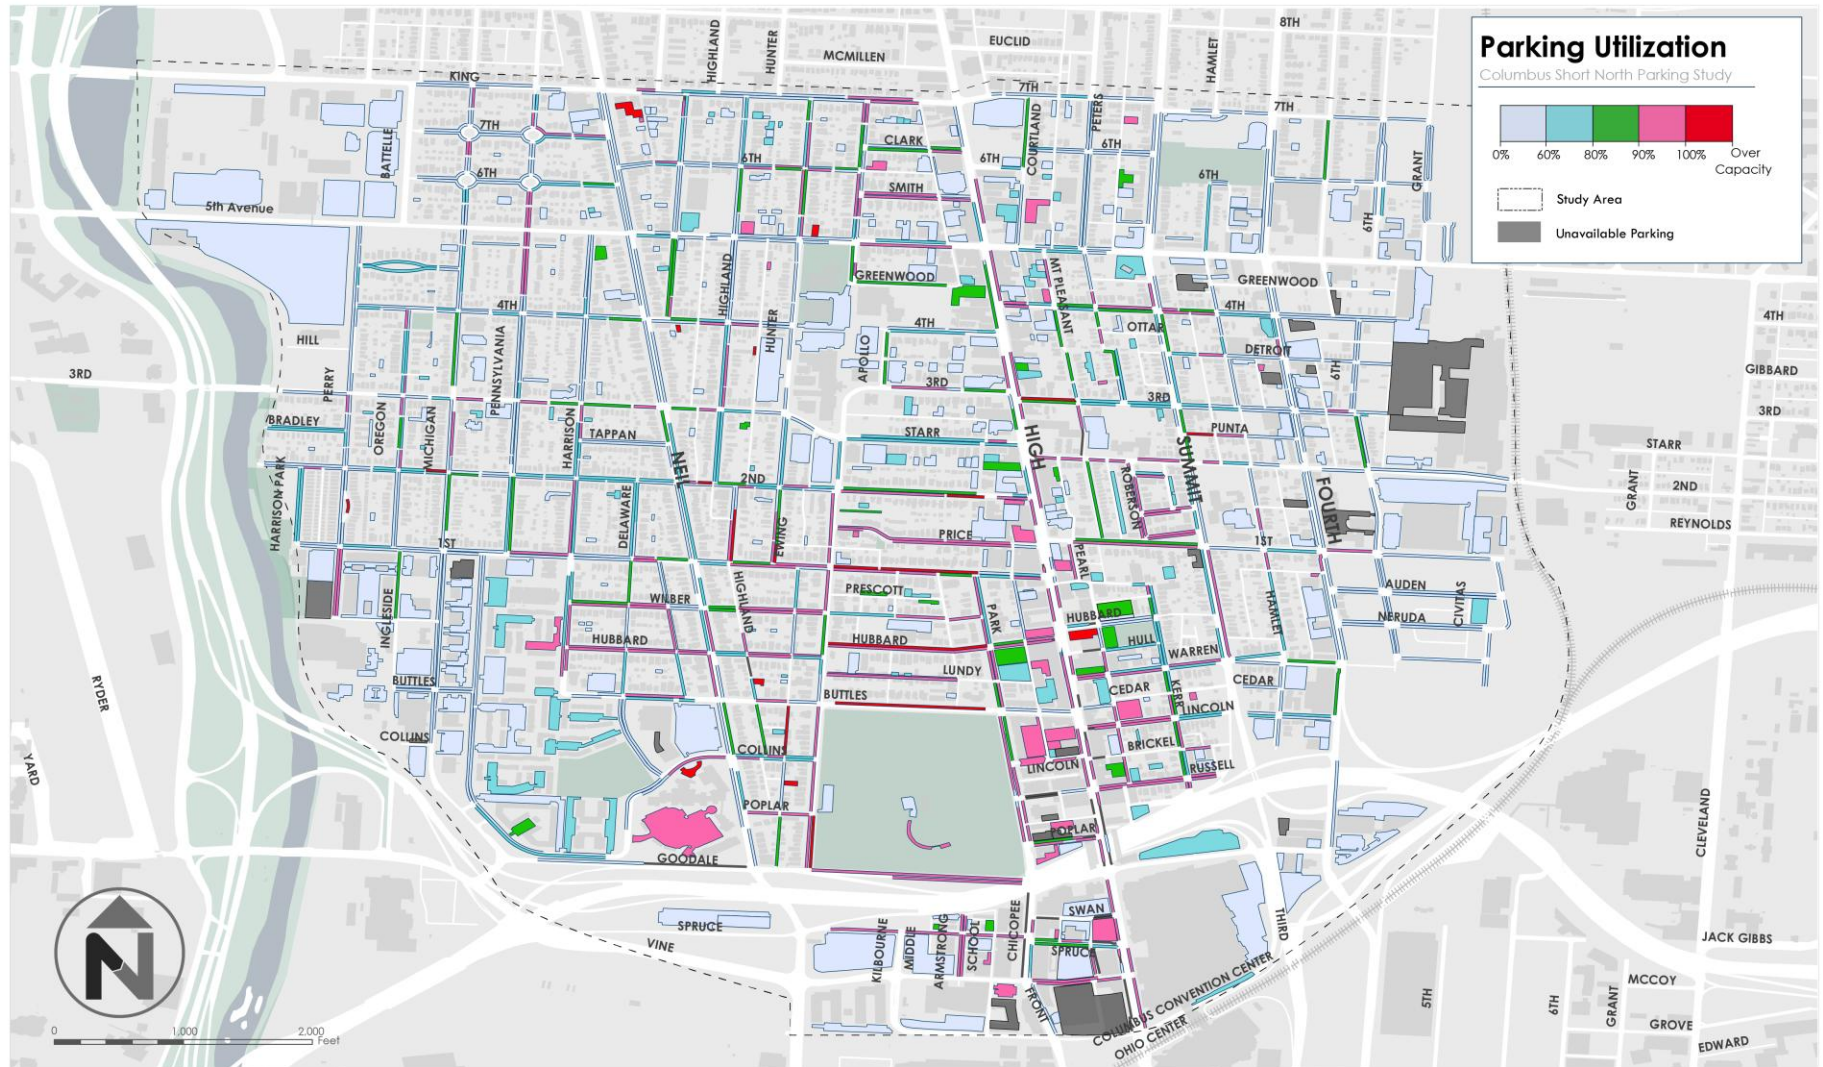 8TH
EUCLID
HIGHLAND
HUNTER
MCMILLEN
HAMLET
Parking Utilization
Columbus Short North Parking Study
0%
60%
80%
90%
100%
Over
Capacity
Study Area
Unavailable Parking
KING
7TH
7TH
7TH
BATTELLE
COURTLAND
PETERS
CLARK
6TH
6TH
6TH
6TH
6TH
GRANT
SMITH
5th Avenue
6TH
HIGHLAND
GREENWOOD
MT PLEASANT
GREENWOOD
4TH
4TH
4TH
4TH
HILL
PENNSYLVANIA
HUNTER
APOLLO
OTTAR
DETROIT
6TH
3RD
PERRY
3RD
3RD
GIBBARD
3RD
BRADLEY
OREGON
MICHIGAN
HARRISON
TAPPAN
STARR
HIGH
PUNTA
STARR
NEIL
SUMMIT
HARRISON PARK
2ND
ROBERSON
FOURTH
GRANT
2ND
DELAWARE
EWING
REYNOLDS
1ST
PRICE
1ST
PEARL
INGLESIDE
WILBER
HIGHLAND
PRESCOTT
PARK
HUBBARD
HAMLET
AUDEN
CIVITAS
NERUDA
HUBBARD
HUBBARD
HULL
WARREN
LUNDY
RYDER
BUTTLES
BUTTLES
CEDAR
KERR
CEDAR
LINCOLN
COLLINS
COLLINS
BRICKEL
YARD
LINCOLN
RUSSELL
POPLAR
POPLAR
CLEVELAND
GOODALE
N
SPRUCE
VINE
KILBOURNE
MIDDLE
ARMSTRONG
SCHOOL
CHICOPEE
SWAN
SPRUCE
THIRD
JACK GIBBS
FRONT
COLUMBUS CONVENTION CENTER
OHIO CENTER
5TH
6TH
GRANT
MCCOY
GROVE
EDWARD
0
1,000
2,000
Feet